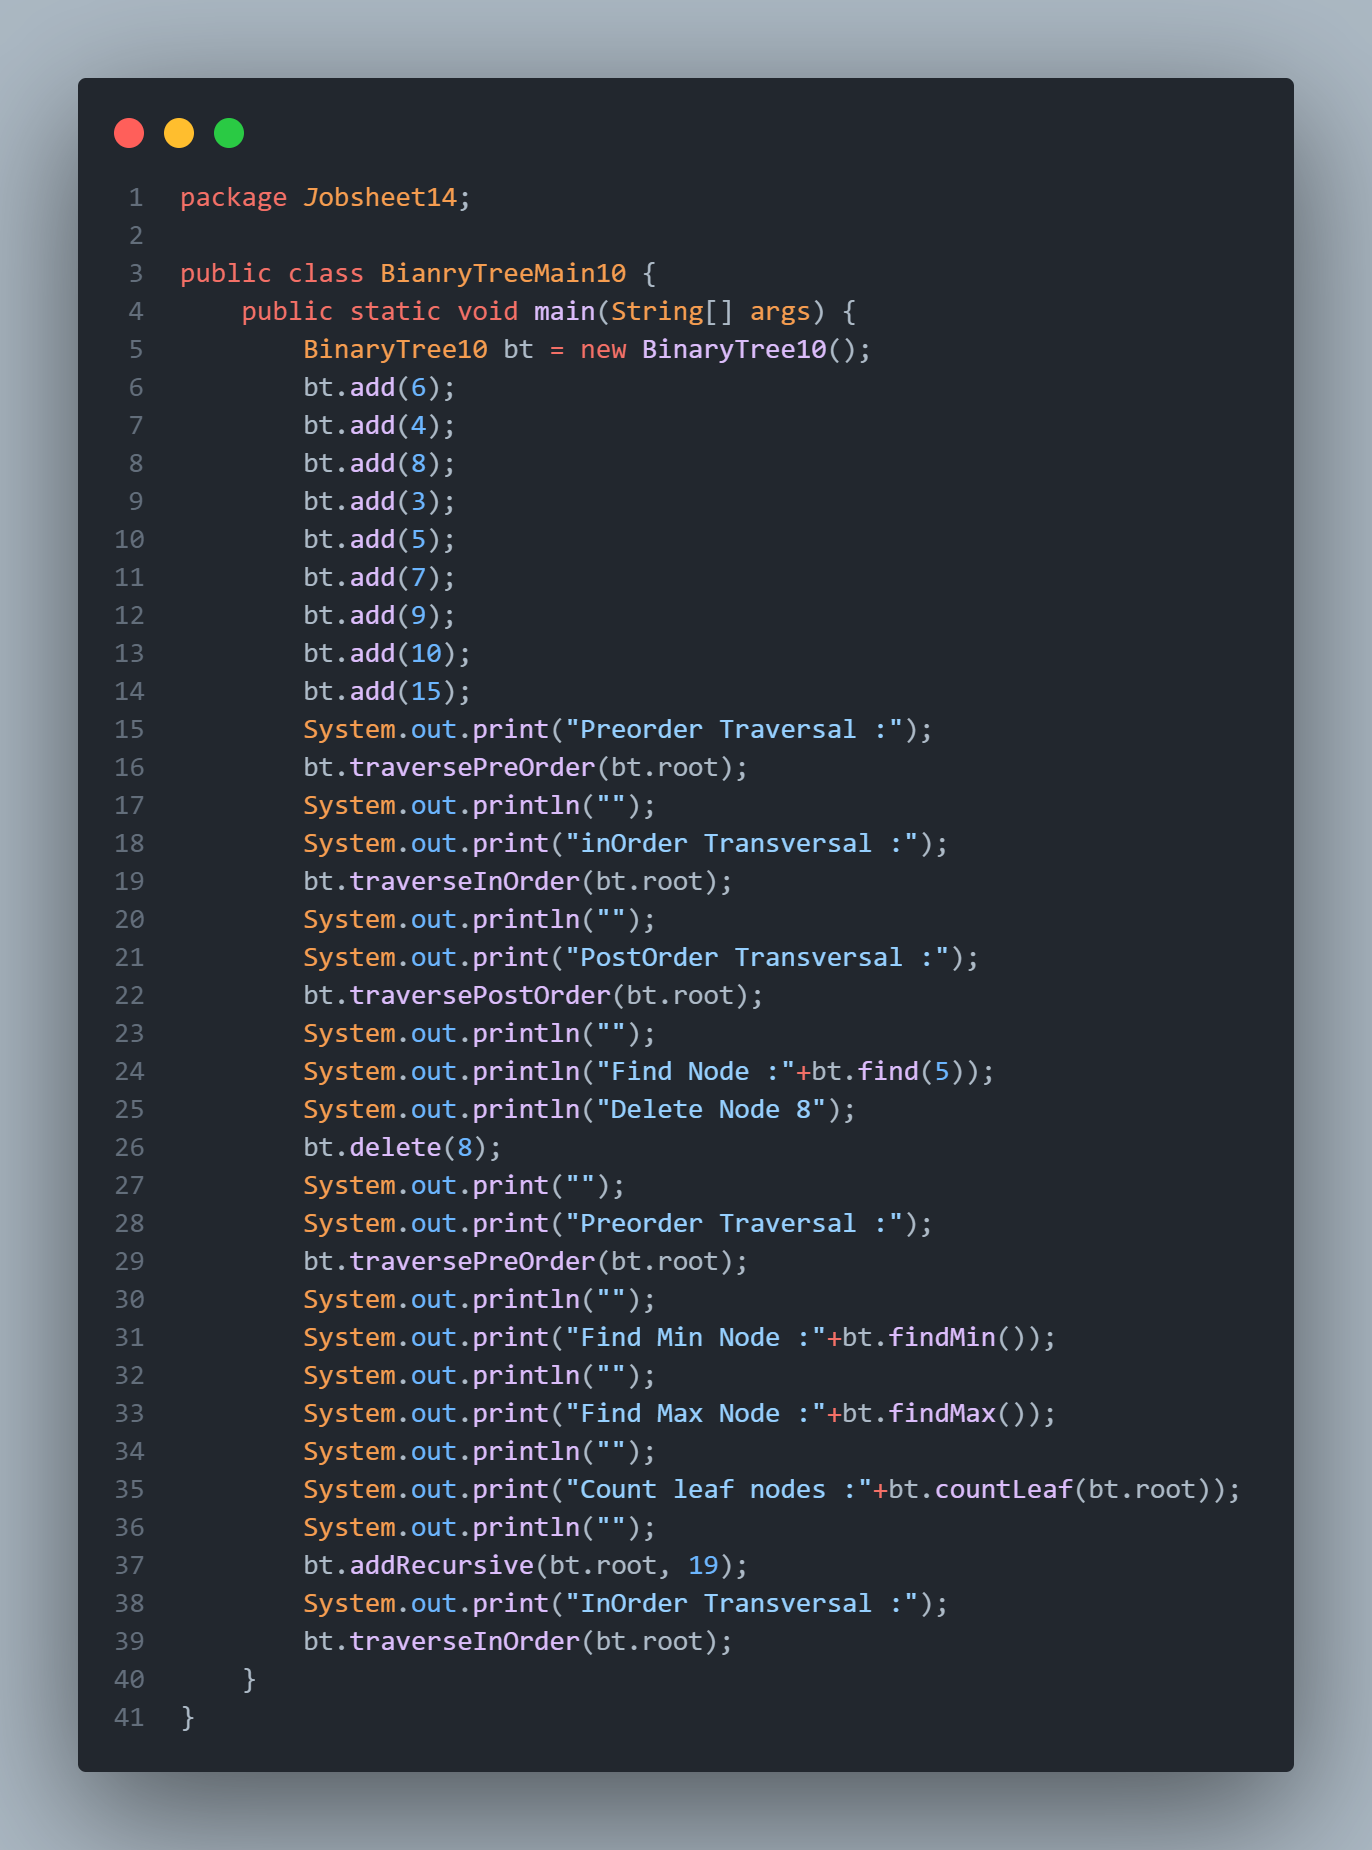 1 package Jobsheet14;
2
3 public class BianryTreeMain10 {
4     public static void main(String[] args) {
5         BinaryTree10 bt = new BinaryTree10();
6         bt.add(6);
7         bt.add(4);
8         bt.add(8);
9         bt.add(3);
10         bt.add(5);
11         bt.add(7);
12         bt.add(9);
13         bt.add(10);
14         bt.add(15);
15         System.out.print("Preorder Traversal :");
16         bt.traversePreOrder(bt.root);
17         System.out.println("");
18         System.out.print("inOrder Transversal :");
19         bt.traverseInOrder(bt.root);
20         System.out.println("");
21         System.out.print("PostOrder Transversal :");
22         bt.traversePostOrder(bt.root);
23         System.out.println("");
24         System.out.println("Find Node :"+bt.find(5));
25         System.out.println("Delete Node 8");
26         bt.delete(8);
27         System.out.print("");
28         System.out.print("Preorder Traversal :");
29         bt.traversePreOrder(bt.root);
30         System.out.println("");
31         System.out.print("Find Min Node :"+bt.findMin());
32         System.out.println("");
33         System.out.print("Find Max Node :"+bt.findMax());
34         System.out.println("");
35         System.out.print("Count leaf nodes :"+bt.countLeaf(bt.root));
36         System.out.println("");
37         bt.addRecursive(bt.root, 19);
38         System.out.print("InOrder Transversal :");
39         bt.traverseInOrder(bt.root);
40     }
41 }